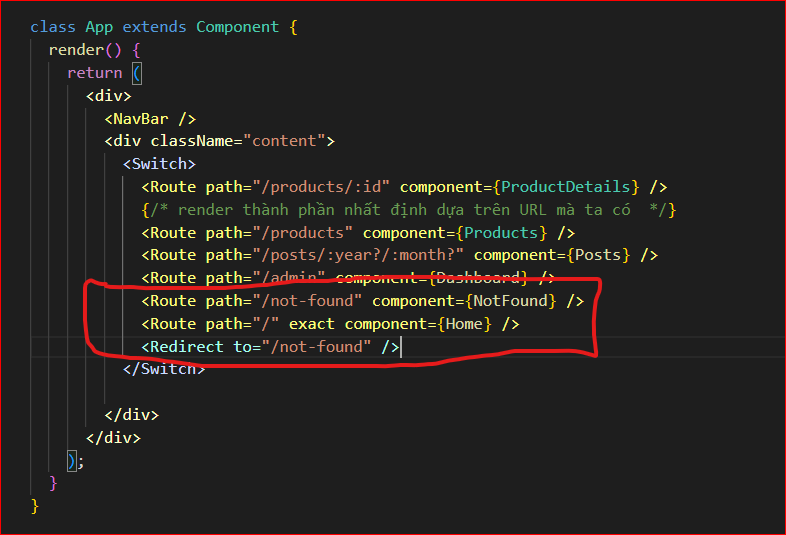 class App extends Component {
render() {
return (
<div>
<NavBar />
<div className="content">
<Switch>
<Route path="/products/:id" component={ProductDetails} />
{/* render thành phần nhất định dựa trên URL mà ta có  */}
<Route path="/products" component={Products} />
<Route path="/posts/:year?/:month?" component={Posts} />
<Route path="/admin" component={Dashboard} />
<Route path="/not-found" component={NotFound} />
<Route path="/" exact component={Home} />
<Redirect to="/not-found" />
</Switch>
</div>
</div>
);
}
}